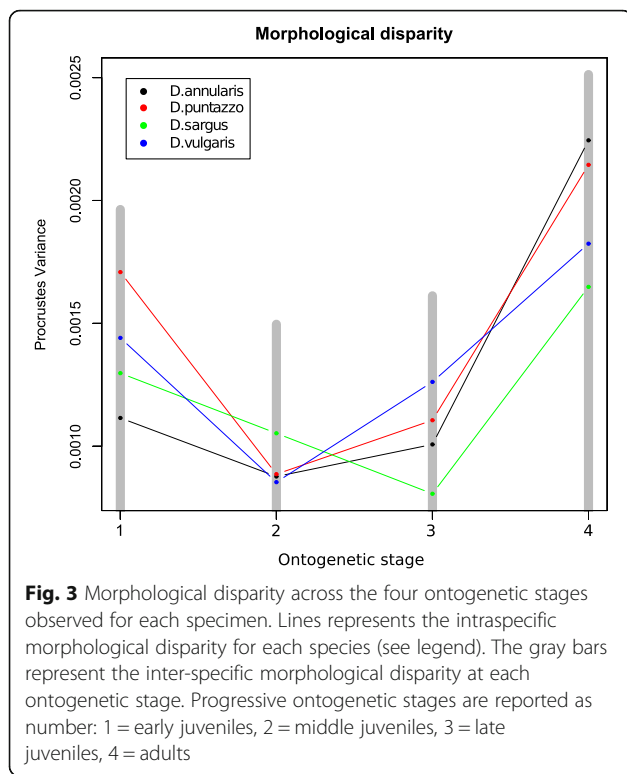 Morphological disparity
D.annularis
D.puntazzo
D.sargus
D.vulgaris
Procrustes Variance
0.0025
0.0020
0.0015
0.0010
1 2 3 4
Ontogenetic stage
Fig. 3 Morphological disparity across the four ontogenetic stages
observed for each specimen. Lines represents the intraspecific
morphological disparity for each species (see legend). The gray bars
represent the inter-specific morphological disparity at each
ontogenetic stage. Progressive ontogenetic stages are reported as
number: 1 = early juveniles, 2 = middle juveniles, 3 = late
juveniles, 4 = adults